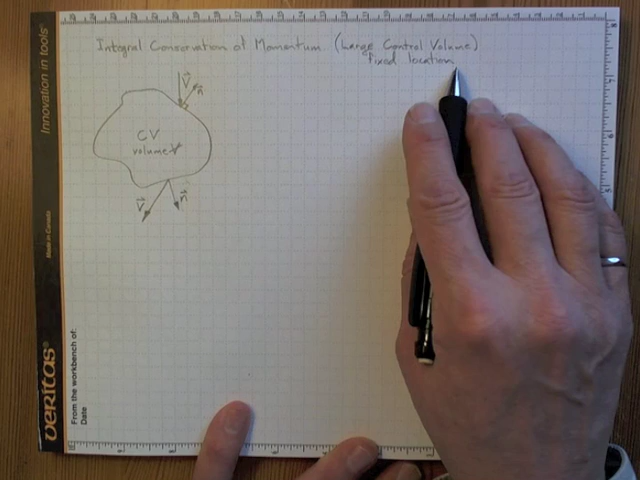 Integral Conservation of Momentum (Large Control Volume)
fixed location
V n
CV
volume V
V n
Innovation in tools®
Made in Canada
veritas®
From the workbench of:
Date